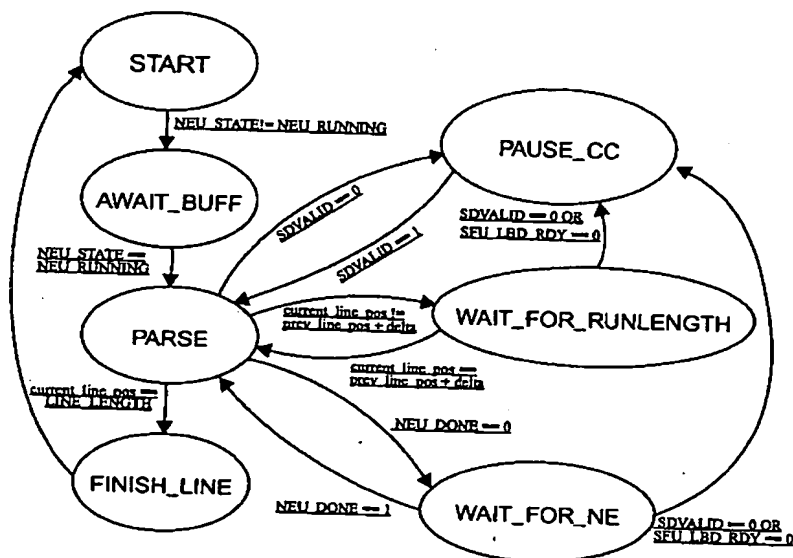 START
NEU_STATE!= NEU_RUNNING
PAUSE_CC
AWAIT_BUFF
SDVALID == 0
SDVALID == 0 OR
SFU_LBD_RDY == 0
NEU_STATE ==
NEU_RUNNING
SDVALID == 1
PARSE
current_line_pos !=
prev_line_pos + delta
WAIT_FOR_RUNLENGTH
current_line_pos ==
prev_line_pos + delta
current_line_pos ==
LINE_LENGTH
NEU_DONE == 0
FINISH_LINE
NEU_DONE == 1
WAIT_FOR_NE
SDVALID == 0 OR
SFU_LBD_RDY == 0